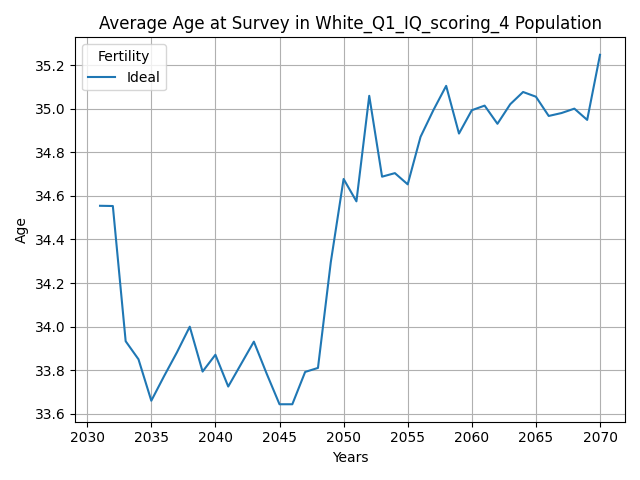 Average Age at Survey in White_Q1_IQ_scoring_4 Population
Fertility
Ideal
35.2
35.0
34.8
34.6
34.4
34.2
34.0
33.8
33.6
Age
2030 2035 2040 2045 2050 2055 2060 2065 2070
Years